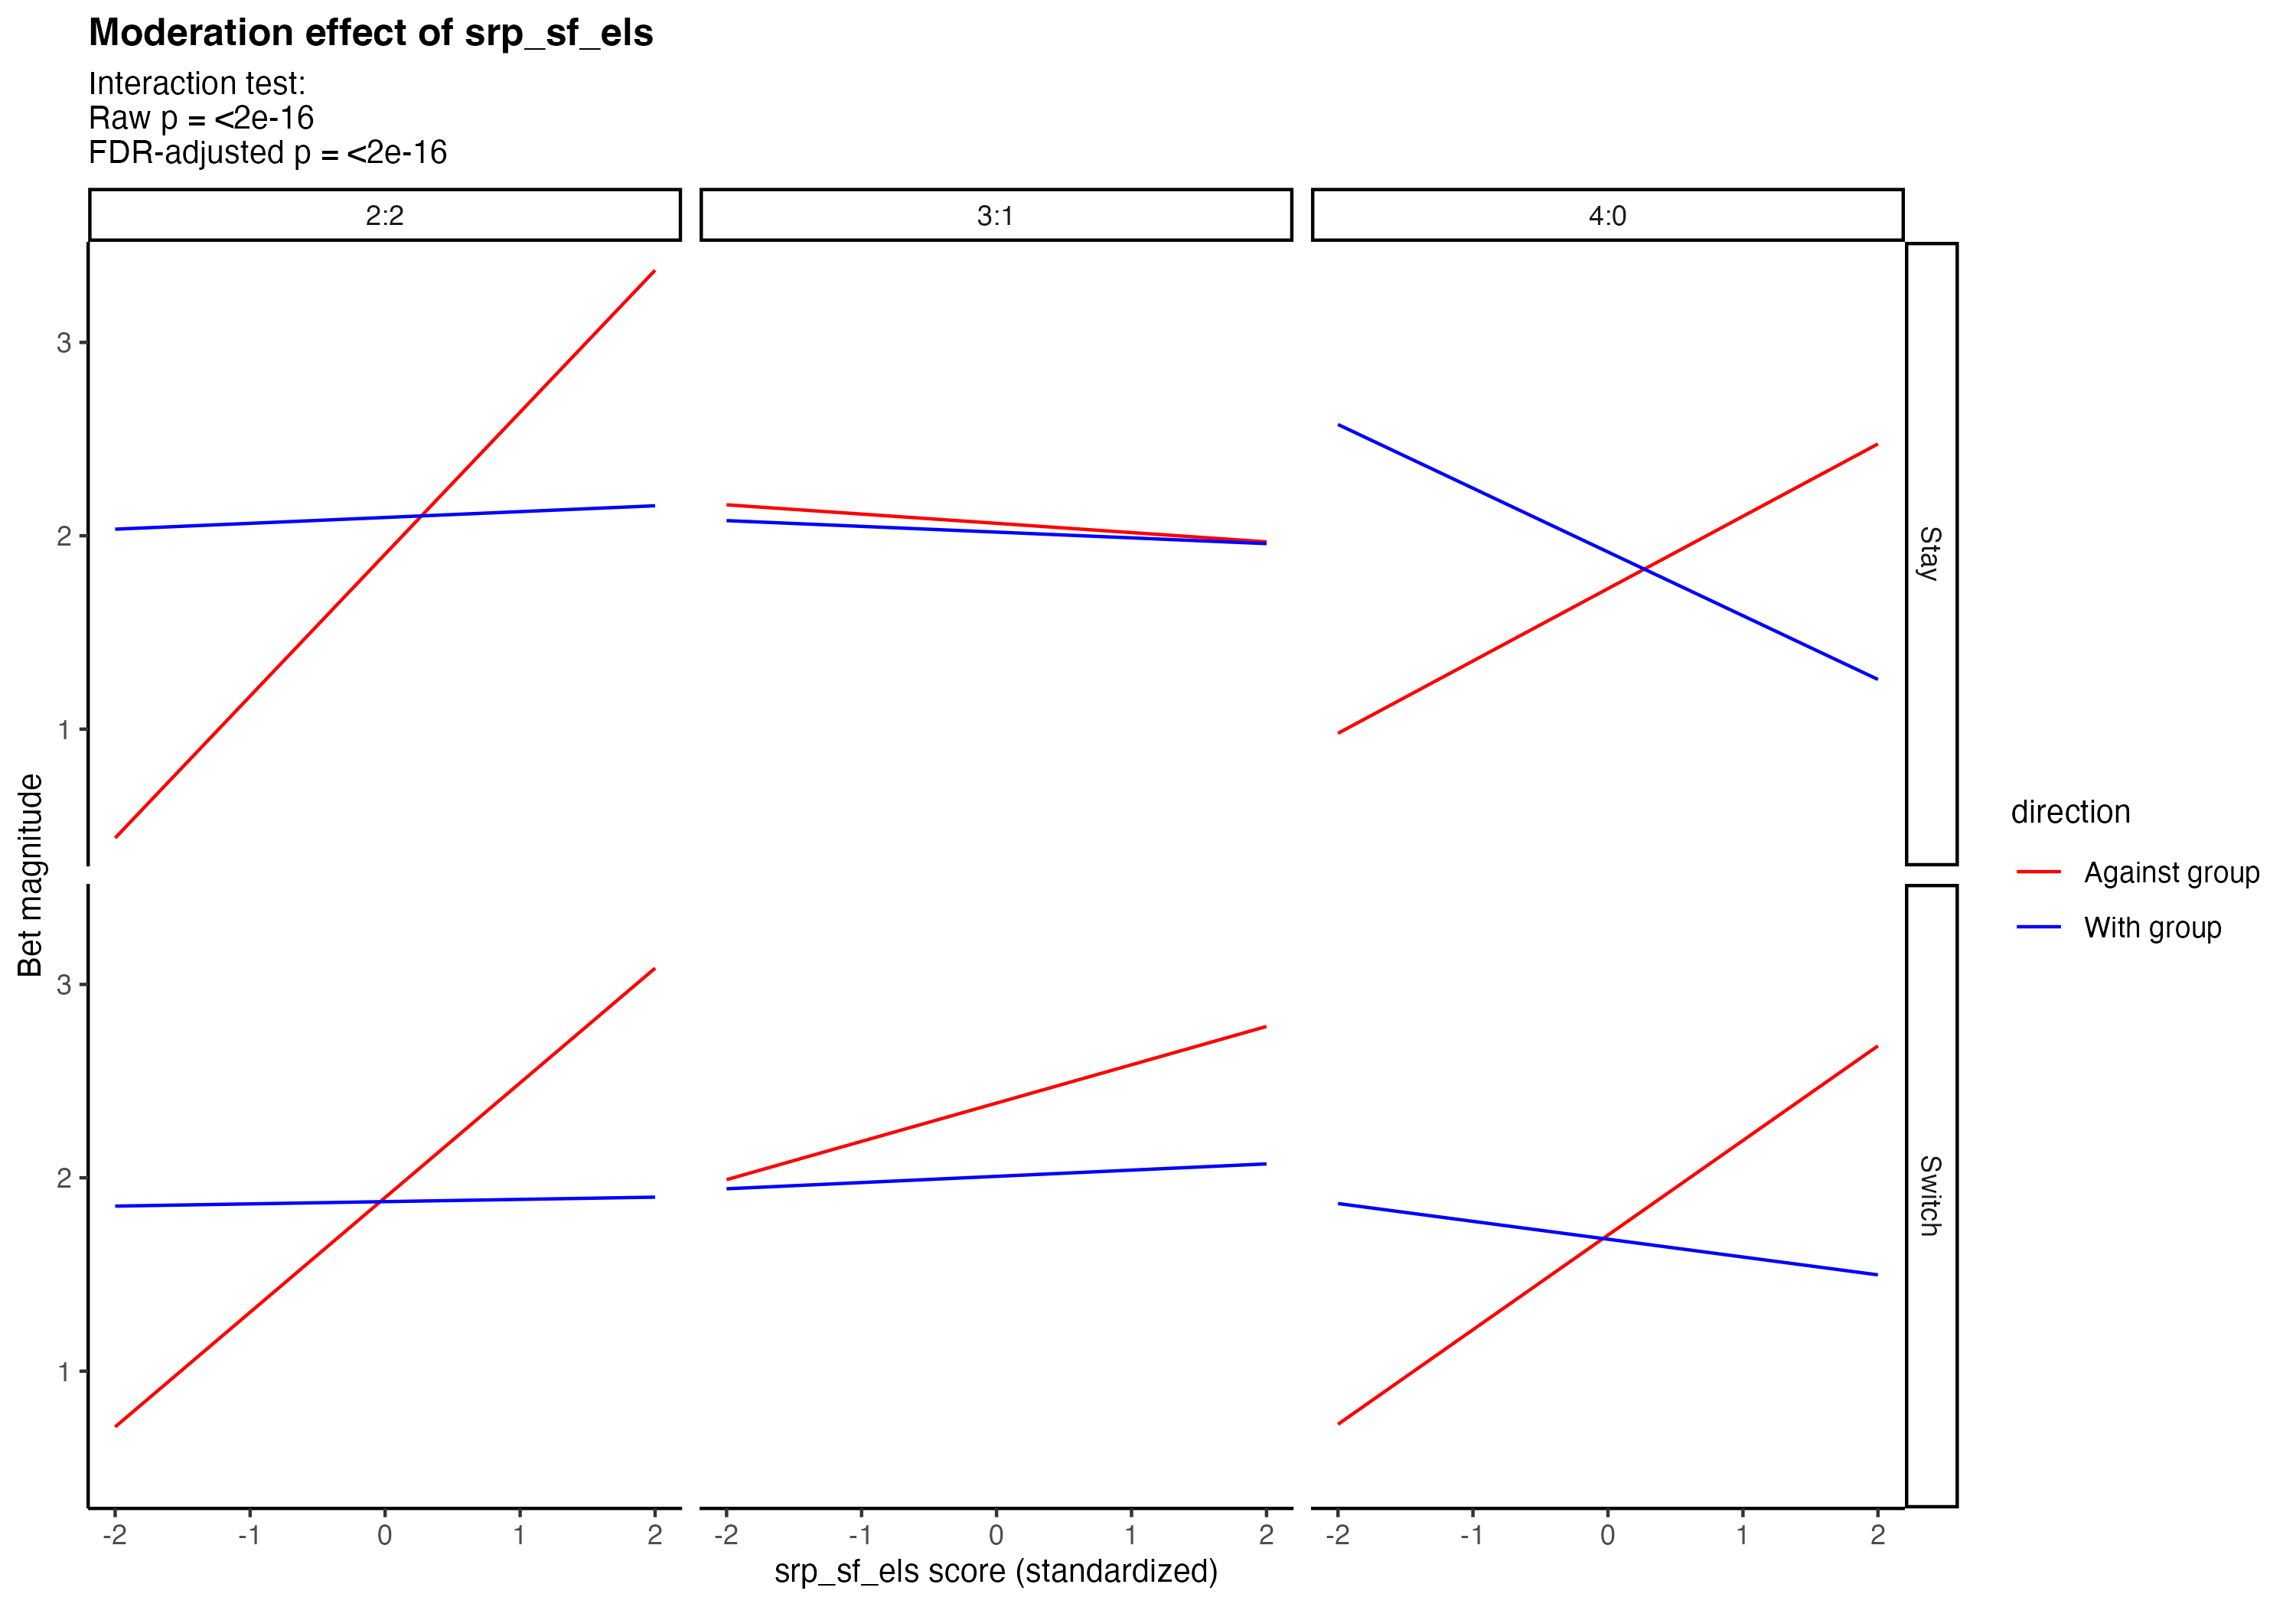 Moderation effect of srp_sf_els
Interaction test:
Raw p = <2e-16
FDR-adjusted p = <2e-16
2:2 3:1 4:0
3
2
1
Stay
Bet magnitude
3
2
1
Switch
-2 -1 0 1 2 -2 -1 0 1 2 -2 -1 0 1 2
srp_sf_els score (standardized)
direction
Against group
With group